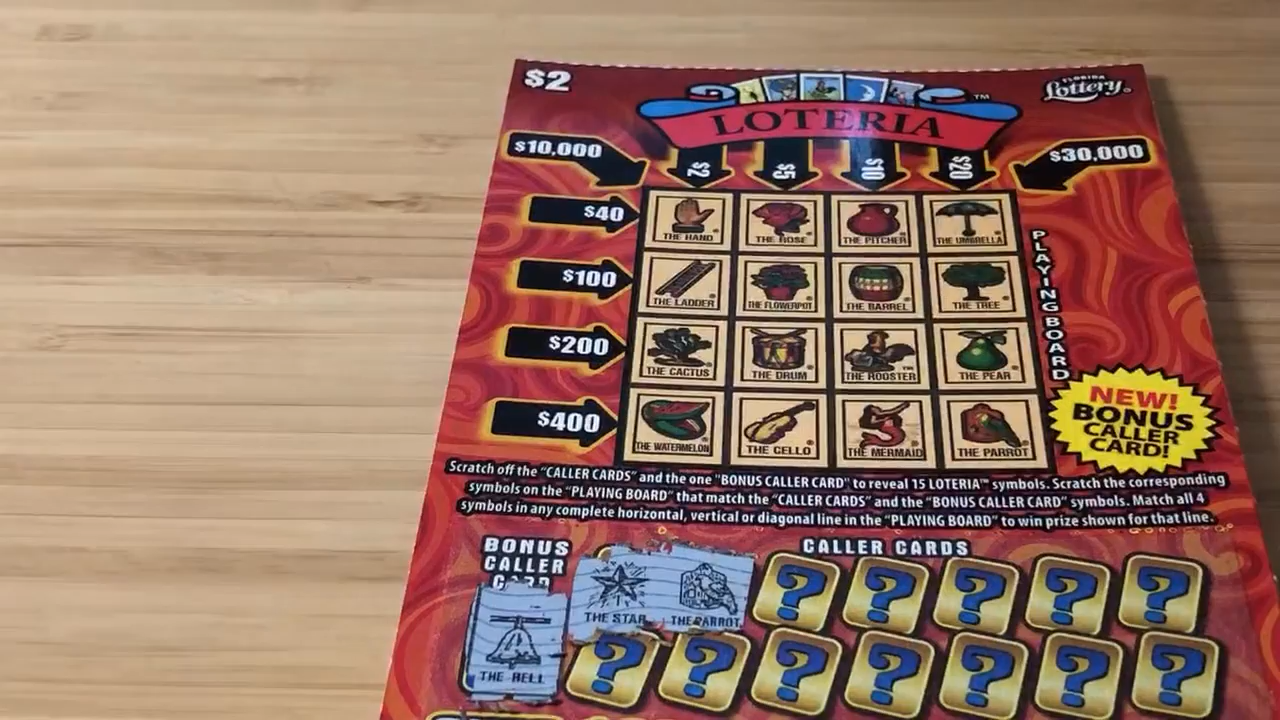 $2
FLORIDA
Lottery
LOTERIA™
$10,000
$2
$5
$10
$20
$30,000
$40
THE HAND
THE ROSE
THE PITCHER
THE UMBRELLA
$100
THE LADDER
THE FLOWERPOT
THE BARREL
THE TREE
PLAYING BOARD
$200
THE CACTUS
THE DRUM
THE ROOSTER
THE PEAR
$400
THE WATERMELON
THE CELLO
THE MERMAID
THE PARROT
NEW!
BONUS
CALLER
CARD!
Scratch off the "CALLER CARDS" and the one "BONUS CALLER CARD" to reveal 15 LOTERIA™ symbols. Scratch the corresponding
symbols on the "PLAYING BOARD" that match the "CALLER CARDS" and the "BONUS CALLER CARD" symbols. Match all 4
symbols in any complete horizontal, vertical or diagonal line in the "PLAYING BOARD" to win prize shown for that line.
BONUS
CALLER
CARD
CALLER CARDS
THE STAR
THE PARROT
? ? ? ? ?
THE BELL
? ? ? ? ? ? ?